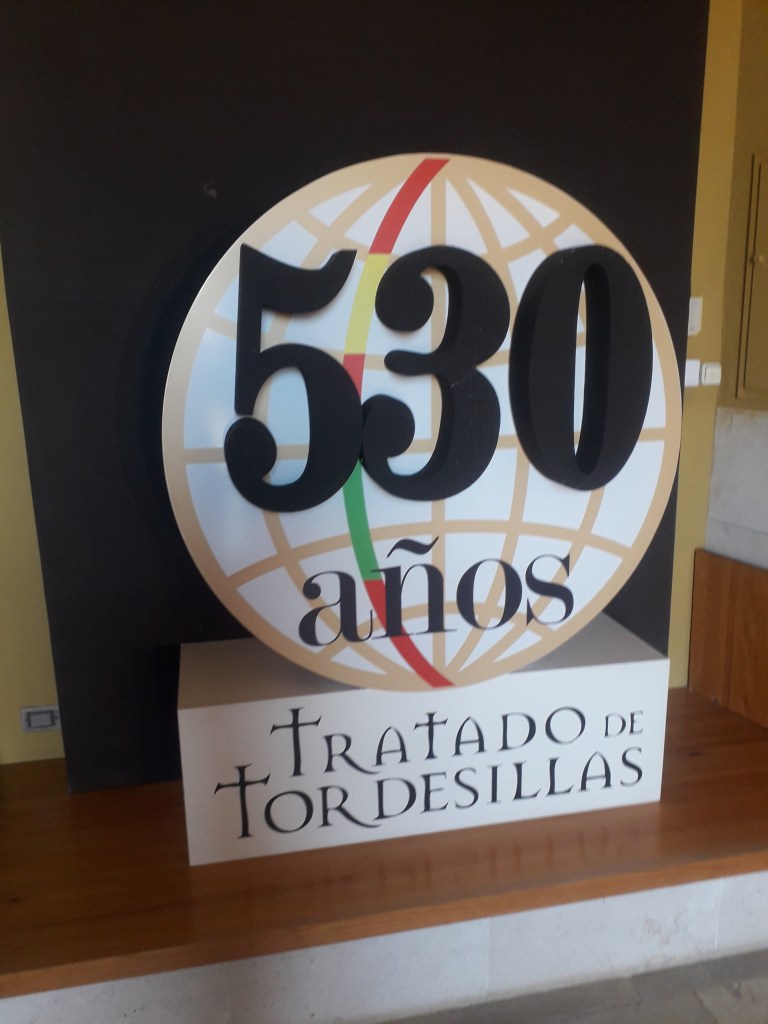 530
años
TRATADO DE
TORDESILLAS